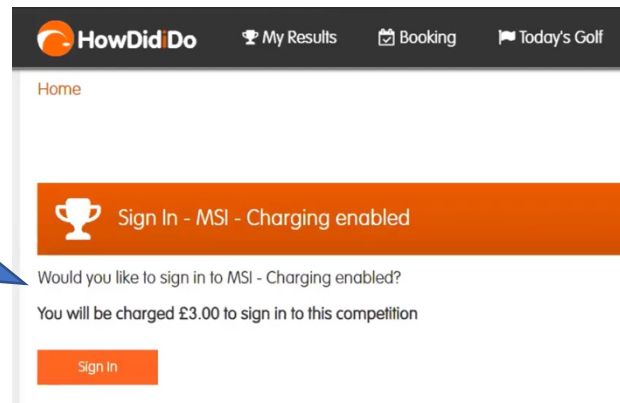 HowDidiDo My Results Booking Today's Golf
Home
Sign In - MSI - Charging enabled
Would you like to sign in to MSI - Charging enabled?
You will be charged £3.00 to sign in to this competition
Sign In